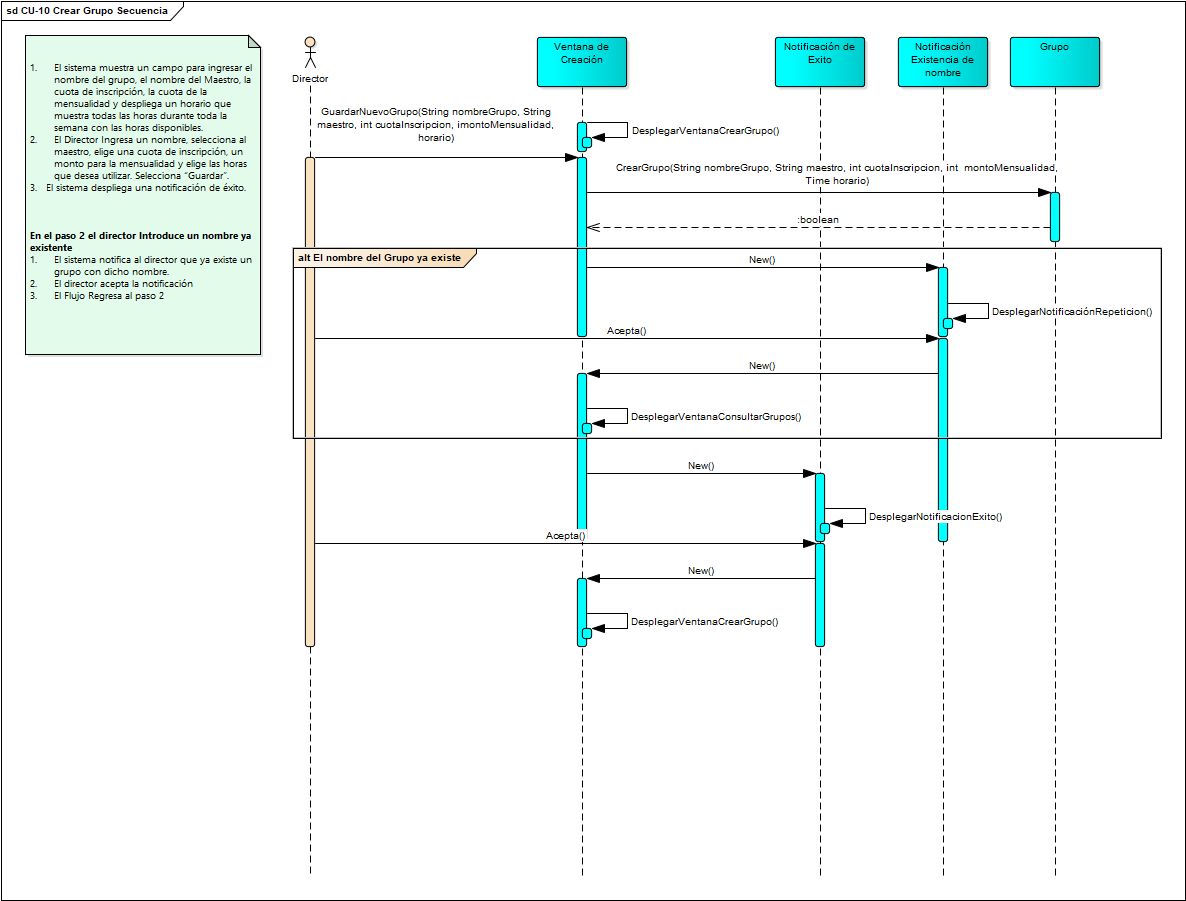 sd CU-10 Crear Grupo Secuencia
1. El sistema muestra un campo para ingresar el
nombre del grupo, el nombre del Maestro, la
cuota de inscripción, la cuota de la
mensualidad y despliega un horario que
muestra todas las horas durante toda la
semana con las horas disponibles.
2. El Director Ingresa un nombre, selecciona al
maestro, elige una cuota de inscripción, un
monto para la mensualidad y elige las horas
que desea utilizar. Selecciona “Guardar”.
3. El sistema despliega una notificación de éxito.
En el paso 2 el director Introduce un nombre ya
existente
1. El sistema notifica al director que ya existe un
grupo con dicho nombre.
2. El director acepta la notificación
3. El Flujo Regresa al paso 2
Director
Ventana de
Creación
Notificación de
Exito
Notificación
Existencia de
nombre
Grupo
GuardarNuevoGrupo(String nombreGrupo, String
maestro, int cuotaInscripcion, imontoMensualidad,
horario)
DesplegarVentanaCrearGrupo()
CrearGrupo(String nombreGrupo, String maestro, int cuotaInscripcion, int montoMensualidad,
Time horario)
:boolean
alt El nombre del Grupo ya existe
New()
DesplegarNotificaciónRepeticion()
Acepta()
New()
DesplegarVentanaConsultarGrupos()
New()
DesplegarNotificacionExito()
Acepta()
New()
DesplegarVentanaCrearGrupo()